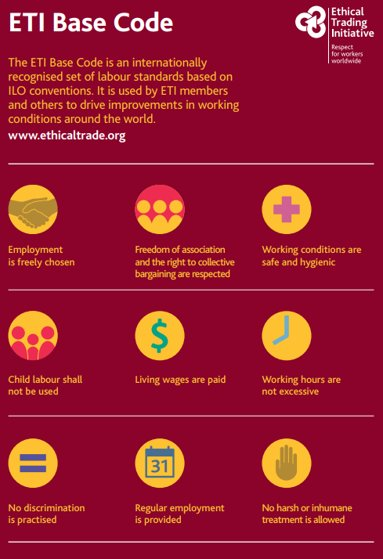 ETI Base Code
Ethical
Trading
Initiative
Respect
for workers
worldwide
The ETI Base Code is an internationally
recognised set of labour standards based on
ILO conventions. It is used by ETI members
and others to drive improvements in working
conditions around the world.
www.ethicaltrade.org
Employment
is freely chosen
Freedom of association
and the right to collective
bargaining are respected
Working conditions are
safe and hygienic
Child labour shall
not be used
$
Living wages are paid
Working hours are
not excessive
No discrimination
is practised
31
Regular employment
is provided
No harsh or inhumane
treatment is allowed